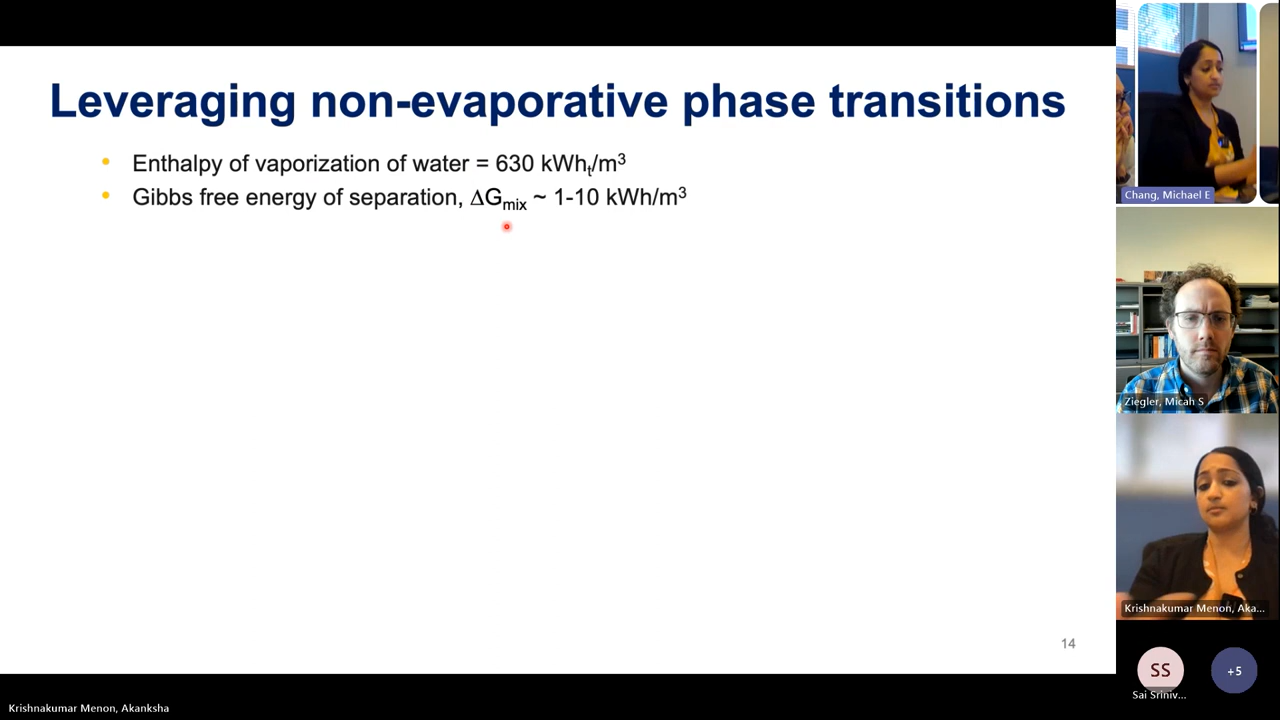 Leveraging non-evaporative phase transitions
• Enthalpy of vaporization of water = 630 kWhₜ/m³
• Gibbs free energy of separation, ΔGmix ~ 1-10 kWh/m³
14
Krishnakumar Menon, Akanksha
Chang, Michael E
Ziegler, Micah S
Krishnakumar Menon, Aka...
SS
Sai Sriniv...
+5